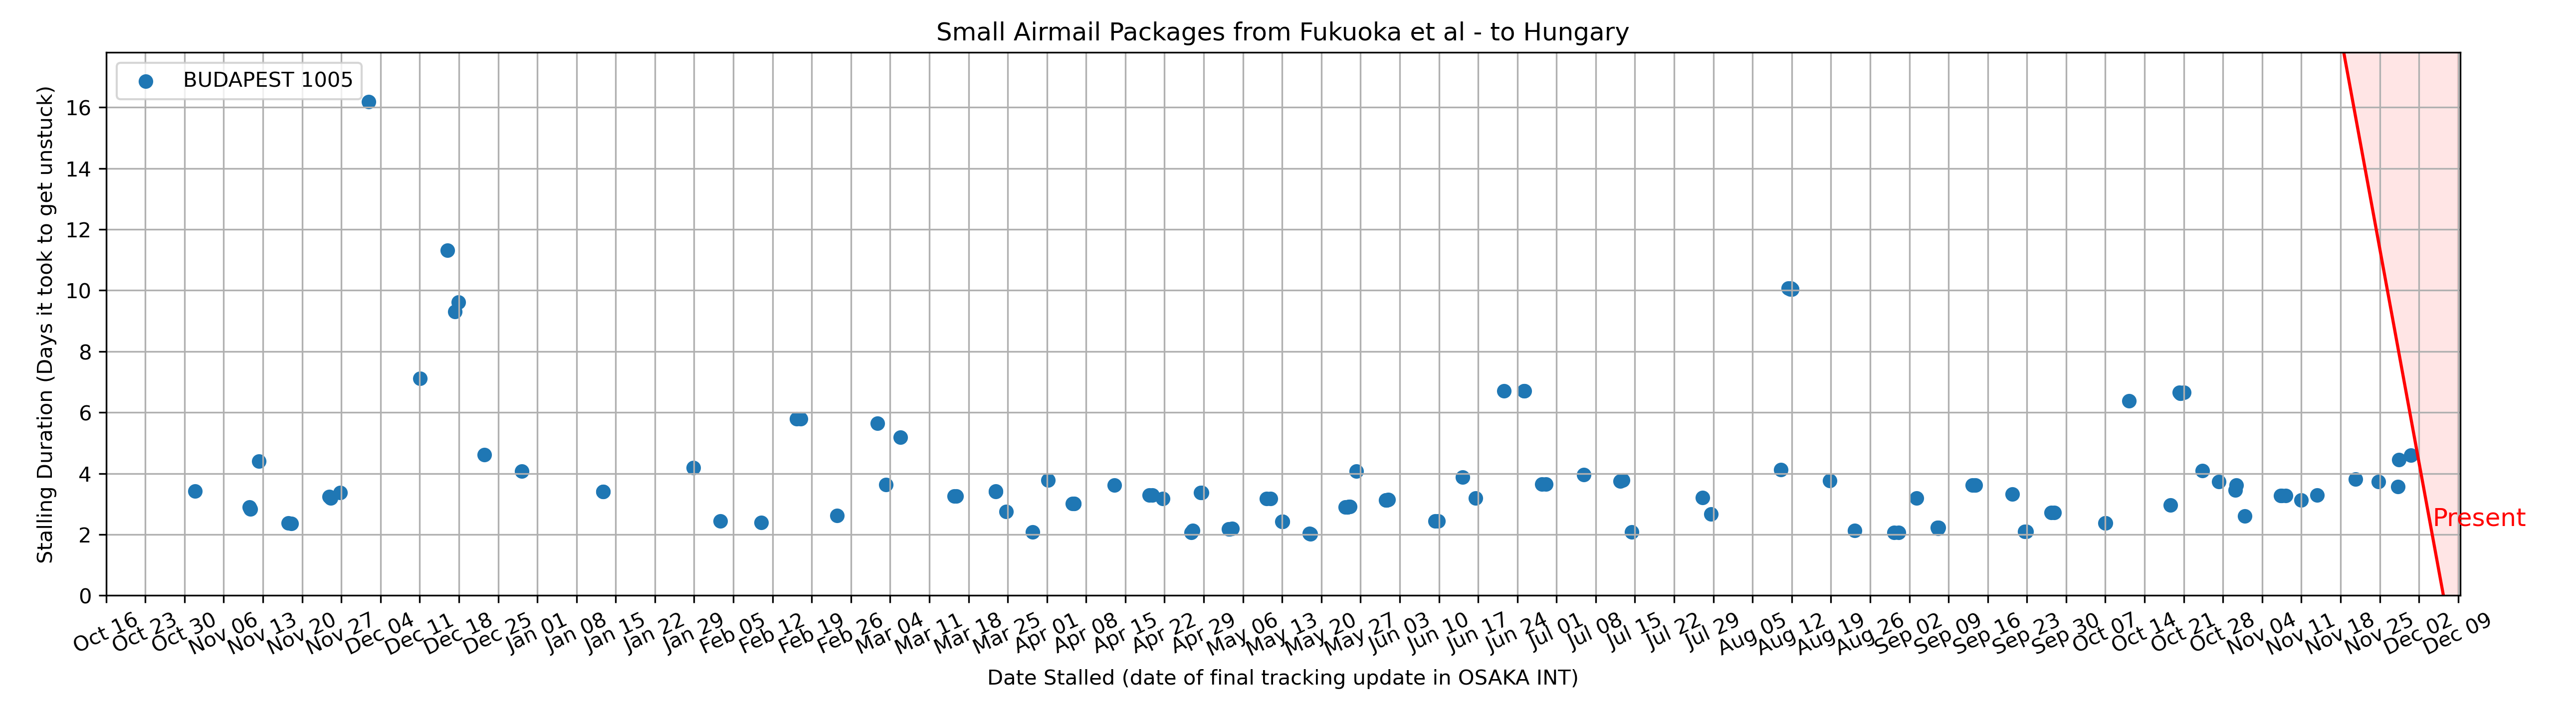 Small Airmail Packages from Fukuoka et al - to Hungary
BUDAPEST 1005
Stalling Duration (Days it took to get unstuck)
16
14
12
10
8
6
4
2
0
Present
Oct 16 Oct 23 Oct 30 Nov 06 Nov 13 Nov 20 Nov 27 Dec 04 Dec 11 Dec 18 Dec 25 Jan 01 Jan 08 Jan 15 Jan 22 Jan 29 Feb 05 Feb 12 Feb 19 Feb 26 Mar 04 Mar 11 Mar 18 Mar 25 Apr 01 Apr 08 Apr 15 Apr 22 Apr 29 May 06 May 13 May 20 May 27 Jun 03 Jun 10 Jun 17 Jun 24 Jul 01 Jul 08 Jul 15 Jul 22 Jul 29 Aug 05 Aug 12 Aug 19 Aug 26 Sep 02 Sep 09 Sep 16 Sep 23 Sep 30 Oct 07 Oct 14 Oct 21 Oct 28 Nov 04 Nov 11 Nov 18 Nov 25 Dec 02 Dec 09
Date Stalled (date of final tracking update in OSAKA INT)